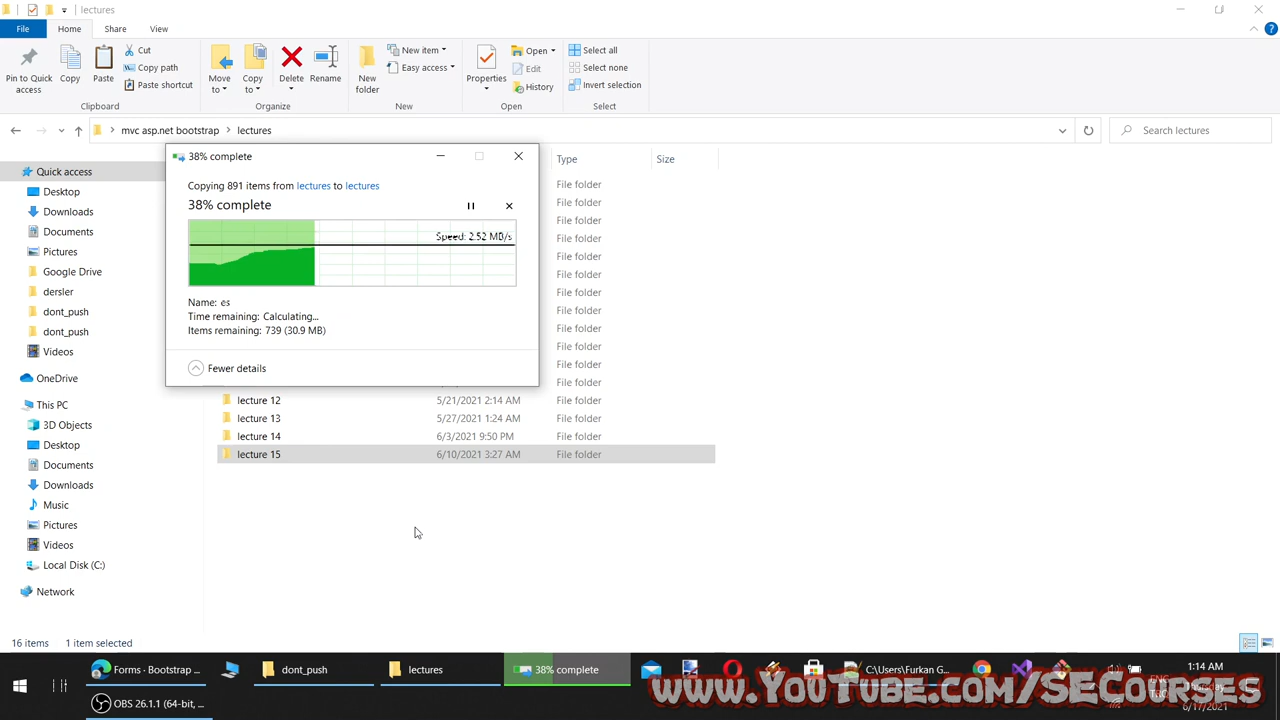 lectures
File
Home
Share
View
Pin to Quick access
Copy
Paste
Cut
Copy path
Paste shortcut
Clipboard
Move to
Copy to
Delete
Rename
Organize
New folder
New item
Easy access
New
Properties
Open
Edit
History
Open
Select all
Select none
Invert selection
Select
mvc asp.net bootstrap
lectures
Search lectures
Quick access
Desktop
Downloads
Documents
Pictures
Google Drive
dersler
dont_push
dont_push
Videos
OneDrive
This PC
3D Objects
Desktop
Documents
Downloads
Music
Pictures
Videos
Local Disk (C:)
Network
38% complete
Copying 891 items from lectures to lectures
38% complete
Speed: 2.52 MB/s
Name: es
Time remaining: Calculating...
Items remaining: 739 (30.9 MB)
Fewer details
Type
Size
File folder
File folder
File folder
File folder
File folder
File folder
File folder
File folder
File folder
File folder
File folder
File folder
lecture 12 5/21/2021 2:14 AM File folder
lecture 13 5/27/2021 1:24 AM File folder
lecture 14 6/3/2021 9:50 PM File folder
lecture 15 6/10/2021 3:27 AM File folder
16 items
1 item selected
Forms · Bootstrap ...
dont_push
lectures
38% complete
C:\Users\Furkan G...
1:14 AM
Thursday
6/17/2021
OBS 26.1.1 (64-bit, ...
www.YouTube.com/SECourses